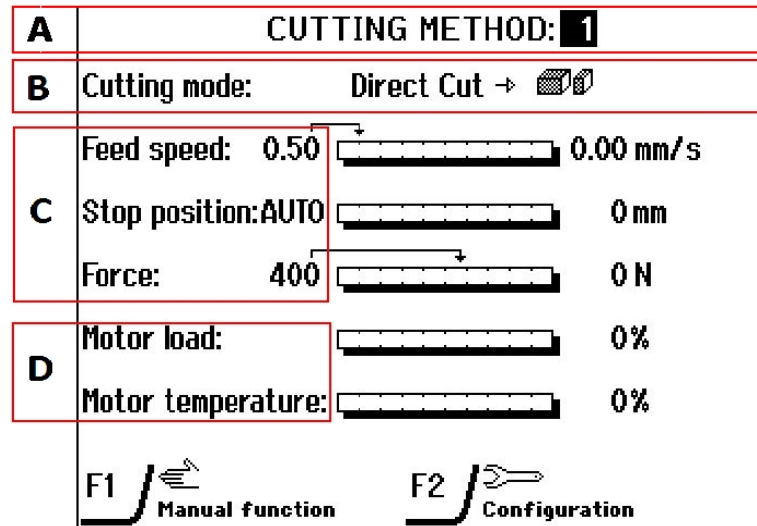 A CUTTING METHOD: 1
B Cutting mode: Direct Cut
Feed speed: 0.50 0.00 mm/s
C Stop position:AUTO 0 mm
Force: 400 0 N
Motor load: 0%
D
Motor temperature: 0%
F1 Manual function F2 Configuration